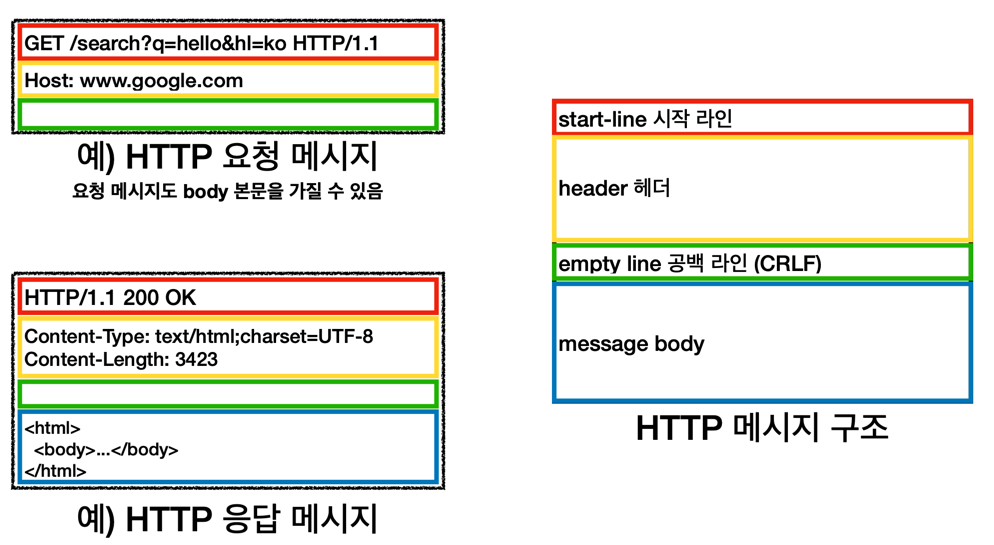 GET /search?q=hello&hl=ko HTTP/1.1
Host: www.google.com
예) HTTP 요청 메시지
요청 메시지도 body 본문을 가질 수 있음
HTTP/1.1 200 OK
Content-Type: text/html;charset=UTF-8
Content-Length: 3423
<html>
<body>...</body>
</html>
예) HTTP 응답 메시지
start-line 시작 라인
header 헤더
empty line 공백 라인 (CRLF)
message body
HTTP 메시지 구조